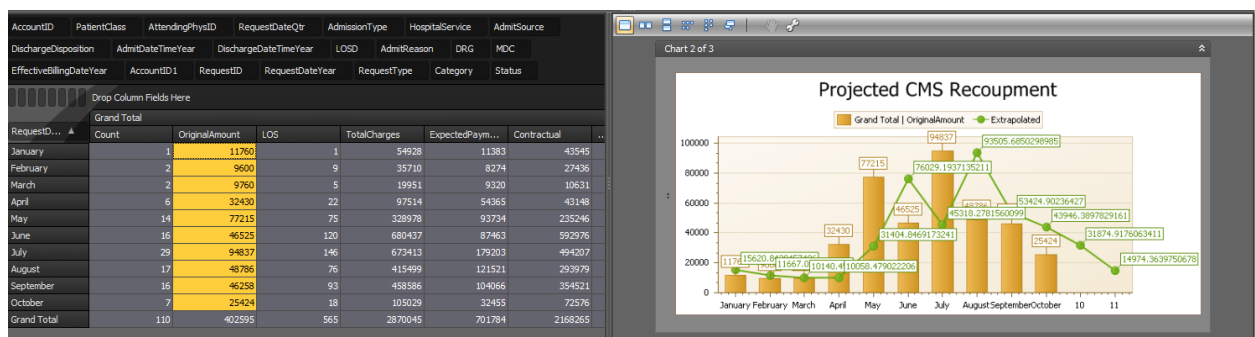 AccountID PatientClass AttendingPhysID RequestDateQtr AdmissionType HospitalService AdmitSource
DischargeDisposition AdmitDateTimeYear DischargeDateTimeYear LOSD AdmitReason DRG MDC
EffectiveBillingDateYear AccountID1 RequestID RequestDateYear RequestType Category Status
Drop Column Fields Here
Grand Total
RequestD... Count OriginalAmount LOS TotalCharges ExpectedPaym... Contractual ...
January 1 11760 1 54928 11383 43545
February 2 9600 9 35710 8274 27436
March 2 9760 5 19951 9320 10631
April 6 32430 22 97514 54365 43148
May 14 77215 75 328978 93734 235246
June 16 46525 120 680437 87463 592976
July 29 94837 146 673413 179203 494207
August 17 48786 76 415499 121521 293979
September 16 46258 93 458586 104066 354521
October 7 25424 18 105029 32455 72576
Grand Total 110 402595 565 2870045 701784 2168265
Chart 2 of 3
Projected CMS Recoupment
Grand Total | OriginalAmount Extrapolated
100000
80000
60000
40000
20000
0
94837
93505.6850298985
77215
76029.1937135211
46525
45318.2781560099
48786
53424.90236427
43946.3897829161
32430
31404.8469173241
25424
31874.9176063411
10058.479022206
14974.3639750678
January February March April May June July August September October 10 11